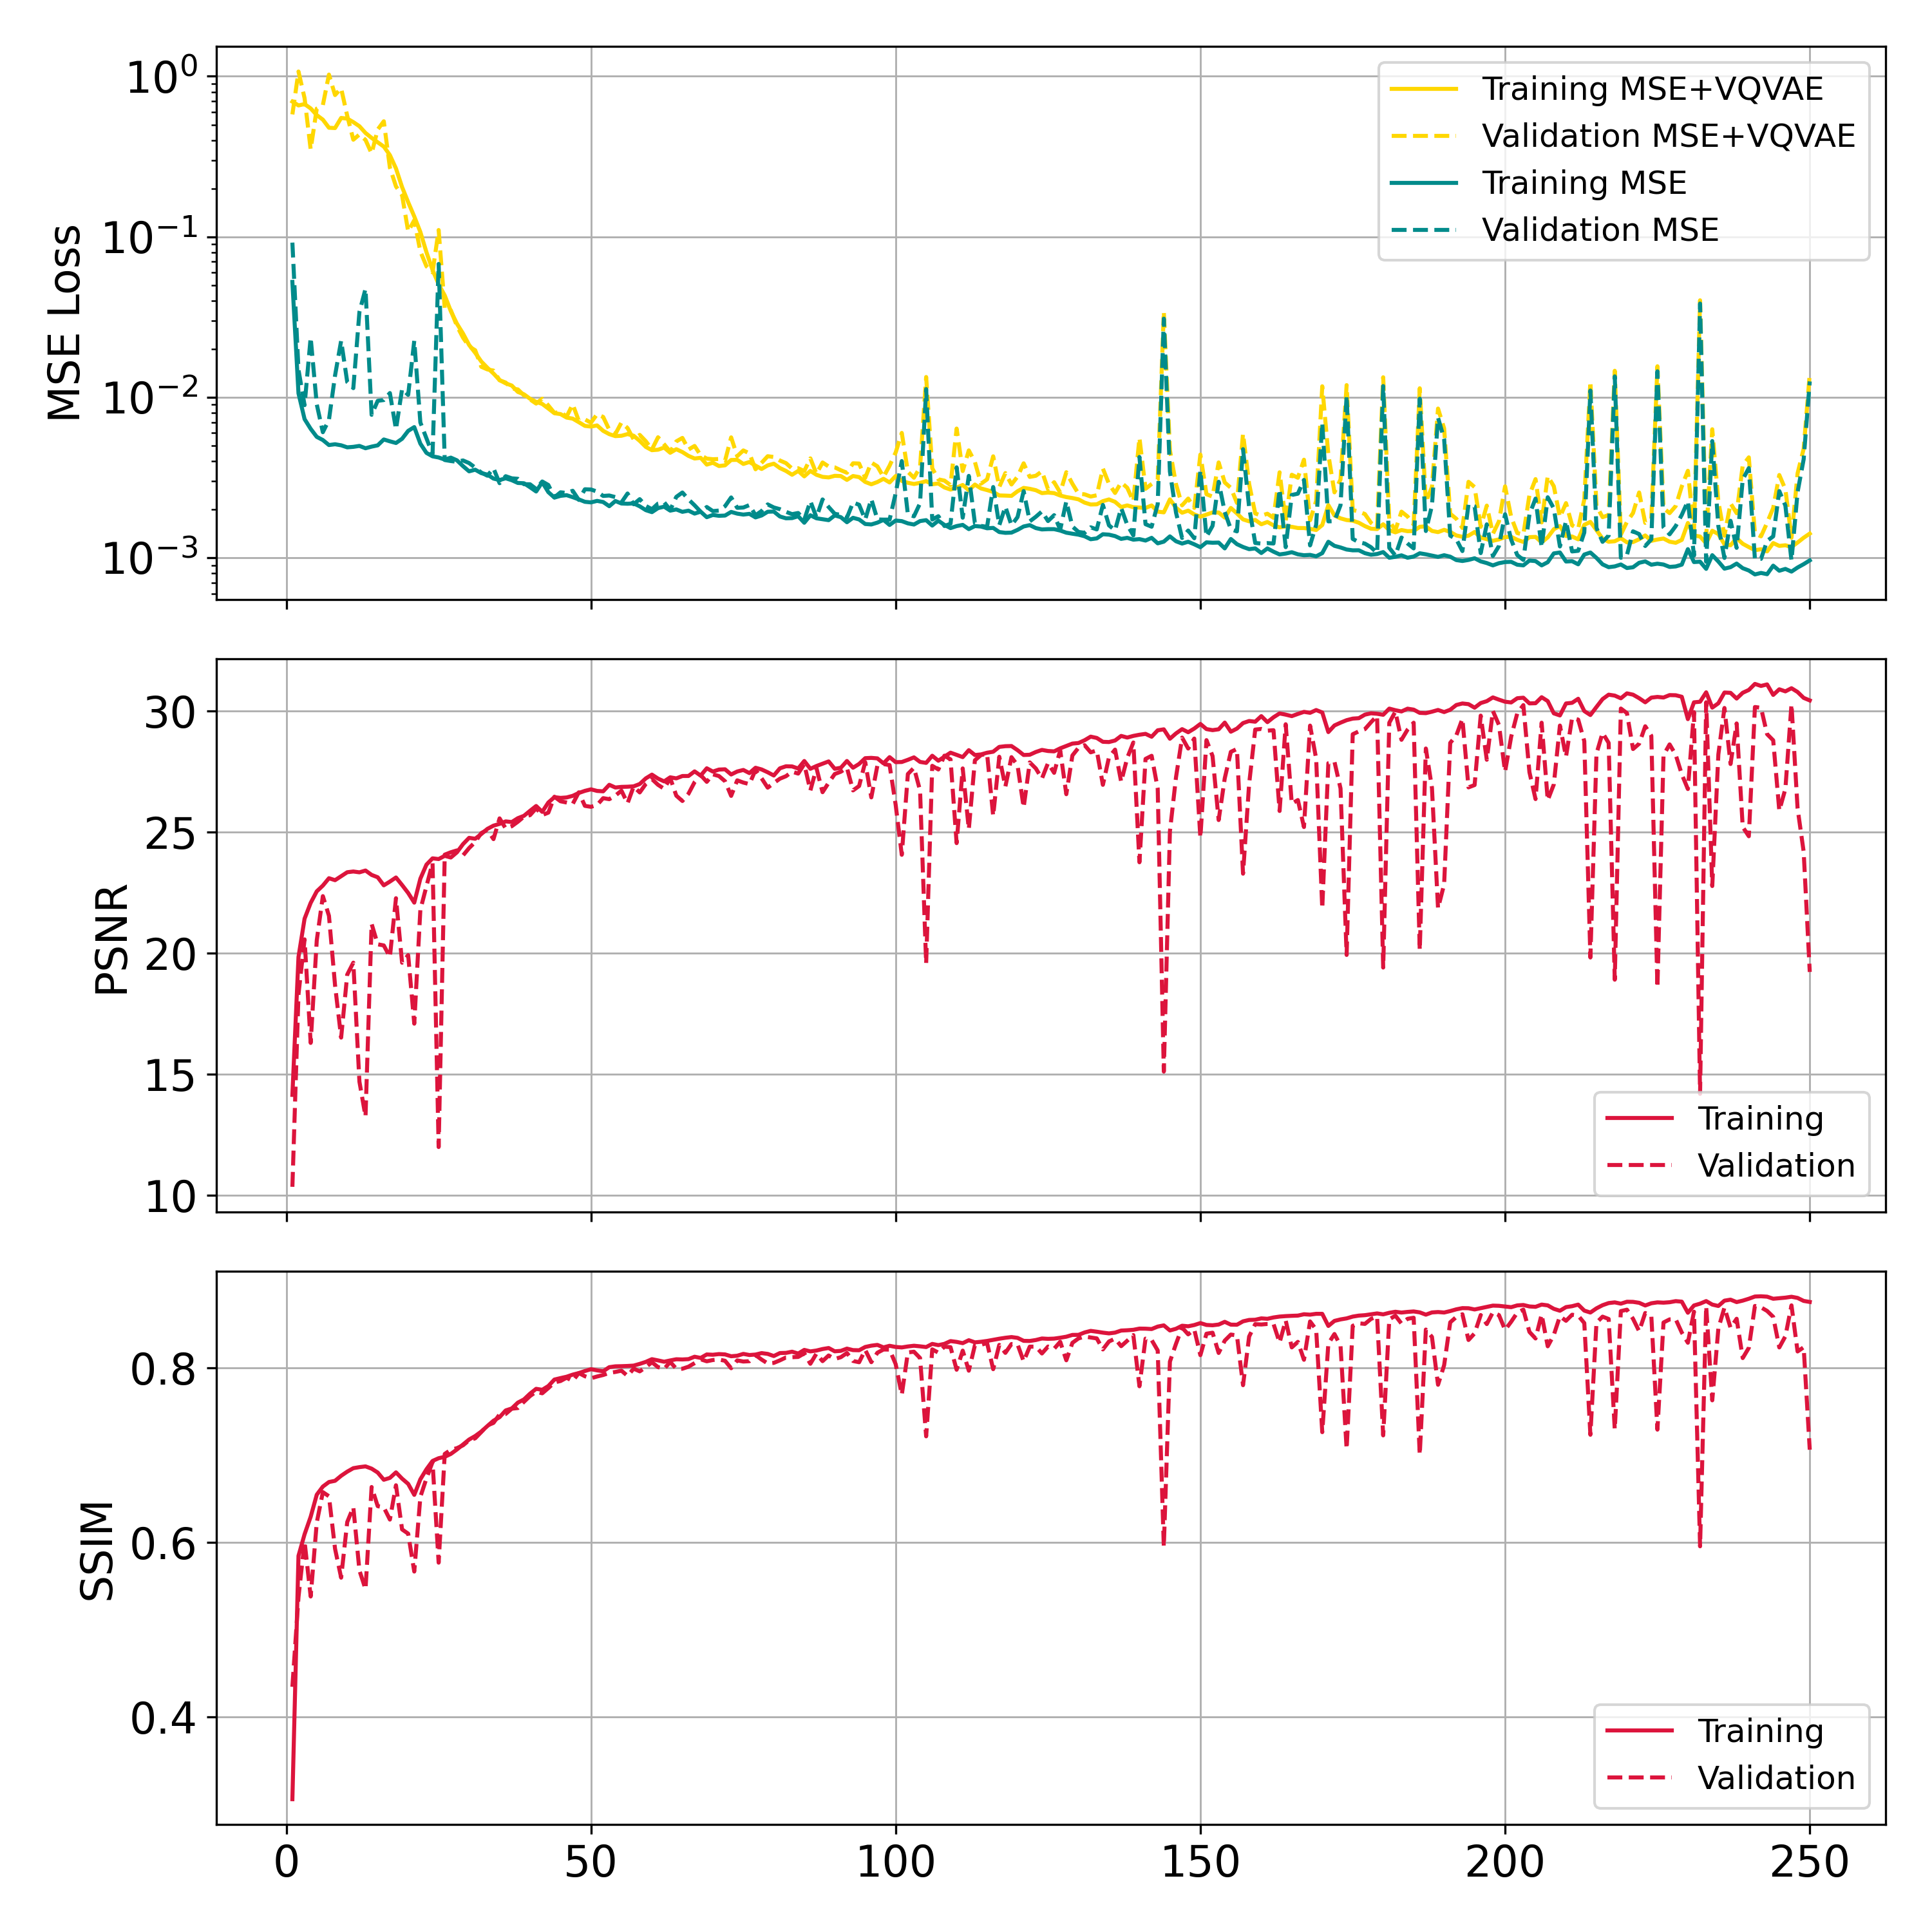 MSE Loss
10⁰
10⁻¹
10⁻²
10⁻³
Training MSE+VQVAE
Validation MSE+VQVAE
Training MSE
Validation MSE
PSNR
30
25
20
15
10
Training
Validation
SSIM
0.8
0.6
0.4
Training
Validation
0 50 100 150 200 250